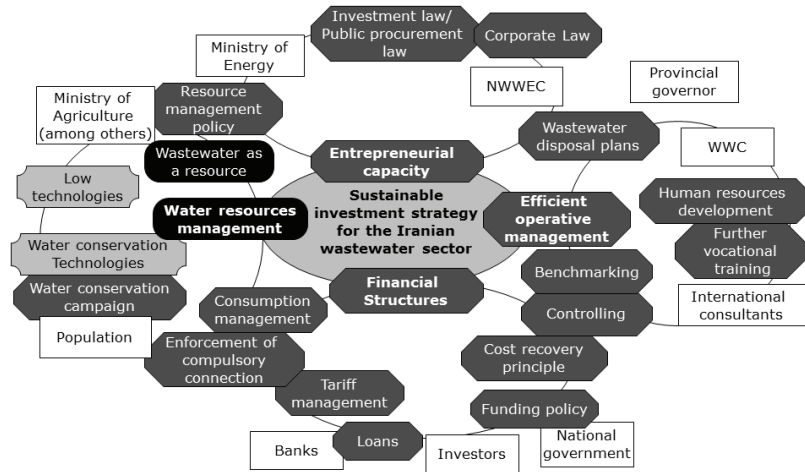 Investment law/
Public procurement
law
Corporate Law
Ministry of
Energy
NWWEC
Provincial
governor
Ministry of
Agriculture
(among others)
Resource
management
policy
Wastewater
disposal plans
WWC
Wastewater as
a resource
Entrepreneurial
capacity
Low
technologies
Human resources
development
Water resources
management
Sustainable
investment strategy
for the Iranian
wastewater sector
Efficient
operative
management
Water conservation
Technologies
Further
vocational
training
Benchmarking
Financial
Structures
Water conservation
campaign
Consumption
management
Controlling
International
consultants
Population
Enforcement of
compulsory
connection
Cost recovery
principle
Tariff
management
Funding policy
Banks
Loans
Investors
National
government